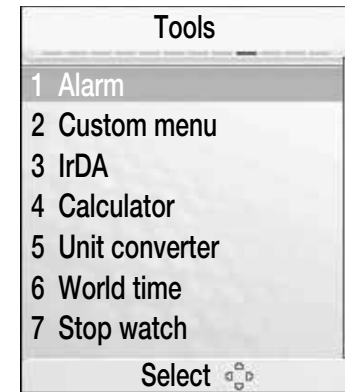 Tools
1 Alarm
2 Custom menu
3 IrDA
4 Calculator
5 Unit converter
6 World time
7 Stop watch
Select